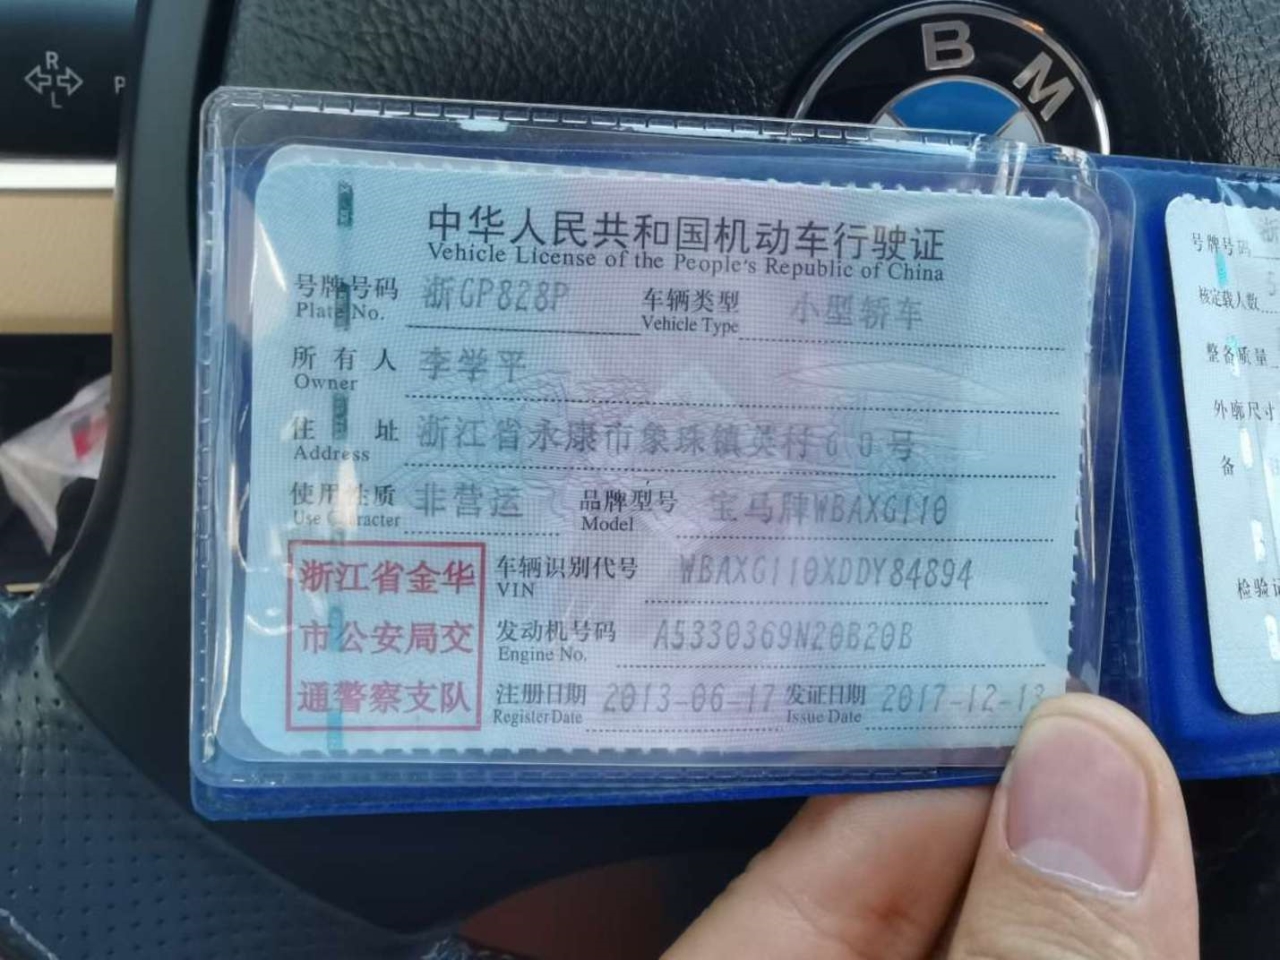 R
L
P
B M
中华人民共和国机动车行驶证
Vehicle License of the People's Republic of China
号牌号码 浙GP828P 车辆类型 小型轿车
Plate No. Vehicle Type
所有人 李学平
Owner
住址 浙江省永康市象珠镇英村60号
Address
使用性质 非营运 品牌型号 宝马牌WBAXG110
Use Character Model
浙江省金华
市公安局交
通警察支队
车辆识别代号 WBAXG110XDDY84894
VIN
发动机号码 A5330369N20B20B
Engine No.
注册日期 2013-06-17 发证日期 2017-12-13
Register Date Issue Date
号牌号码 浙
核定载人数 5
整备质量
外廓尺寸
备
检验记